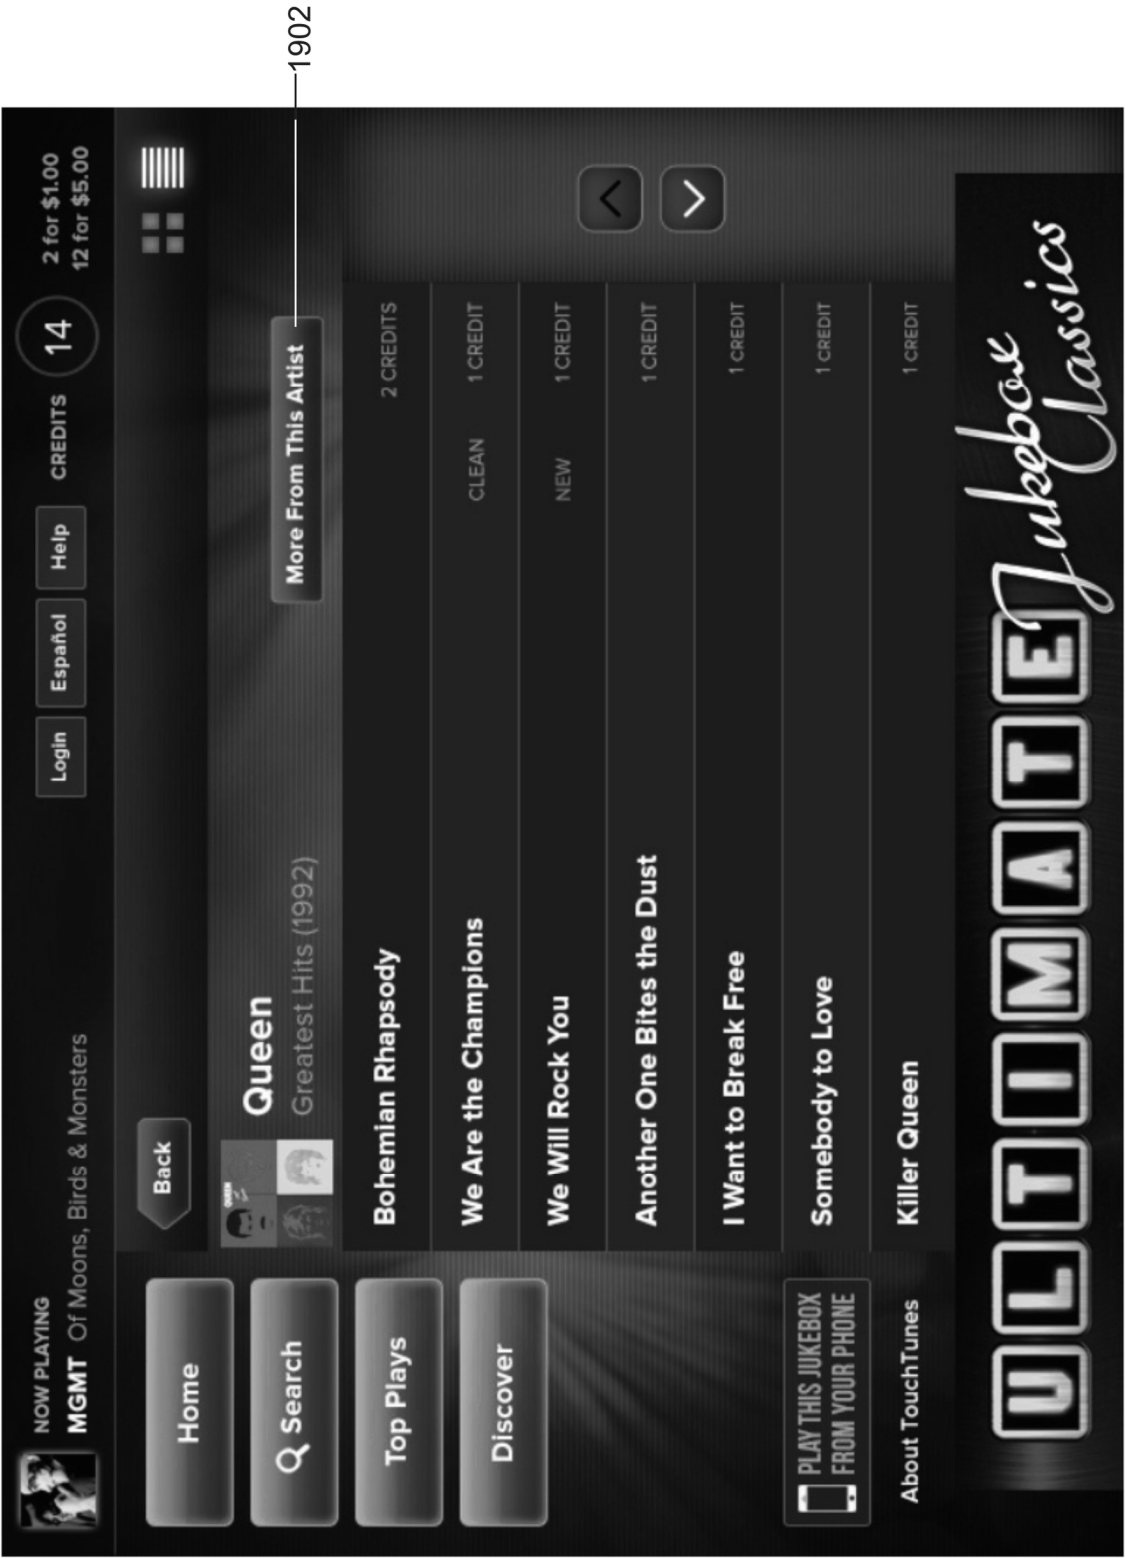 NOW PLAYING
MGMT Of Moons, Birds & Monsters
Login
Español
Help
CREDITS
14
2 for $1.00
12 for $5.00
Home
Search
Top Plays
Discover
PLAY THIS JUKEBOX
FROM YOUR PHONE
About TouchTunes
Back
QUEEN
Queen
Greatest Hits (1992)
More From This Artist
1902
Bohemian Rhapsody 2 CREDITS
We Are the Champions CLEAN 1 CREDIT
We Will Rock You NEW 1 CREDIT
Another One Bites the Dust 1 CREDIT
I Want to Break Free 1 CREDIT
Somebody to Love 1 CREDIT
Killer Queen 1 CREDIT
ULTIMATE Jukebox
Classics